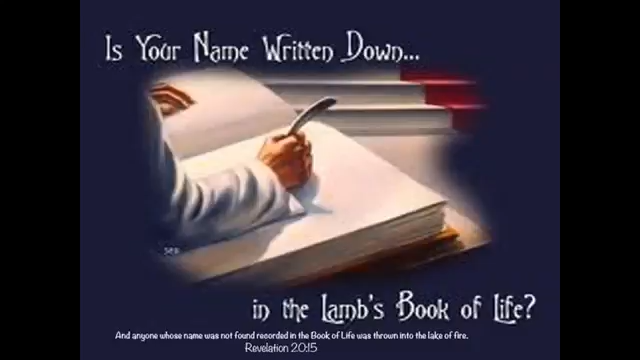 Is Your Name Written Down...
sea
in the Lamb's Book of Life?
And anyone whose name was not found recorded in the Book of Life was thrown into the lake of fire.
Revelation 20:15